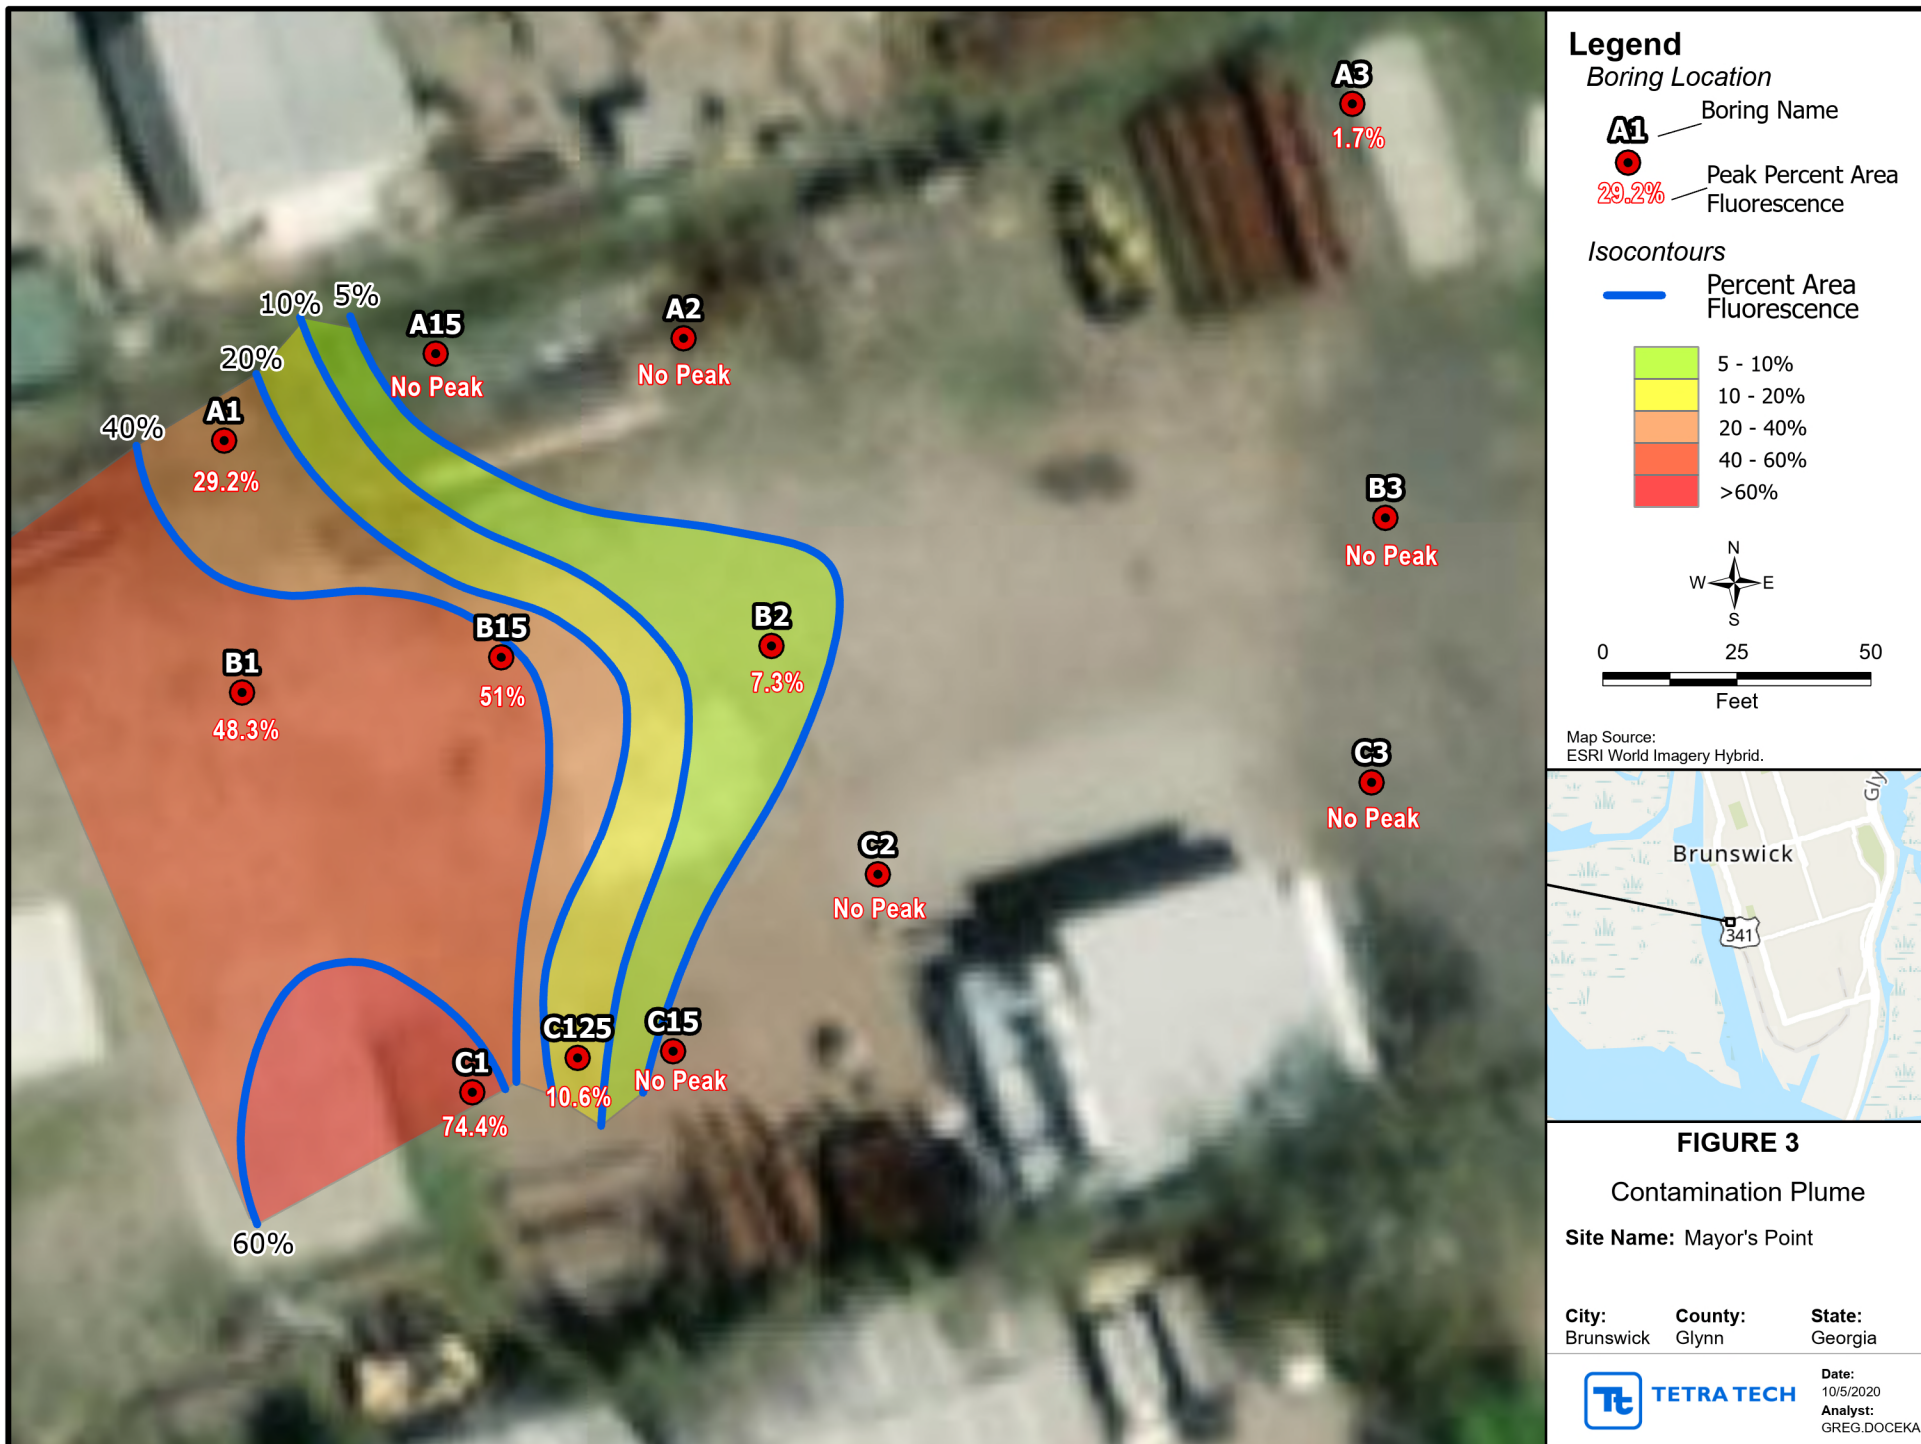 A3
1.7%
10%
5%
A15
No Peak
A2
No Peak
20%
A1
29.2%
40%
B3
No Peak
B15
51%
B2
7.3%
B1
48.3%
C3
No Peak
C2
No Peak
C125
10.6%
C15
No Peak
C1
74.4%
60%
Legend
Boring Location
A1
Boring Name
29.2%
Peak Percent Area
Fluorescence
Isocontours
Percent Area
Fluorescence
5 - 10%
10 - 20%
20 - 40%
40 - 60%
>60%
N
W E
S
0 25 50
Feet
Map Source:
ESRI World Imagery Hybrid.
Gly
Brunswick
341
FIGURE 3
Contamination Plume
Site Name: Mayor's Point
City: County: State:
Brunswick Glynn Georgia
Tt TETRA TECH
Date:
10/5/2020
Analyst:
GREG.DOCEKA